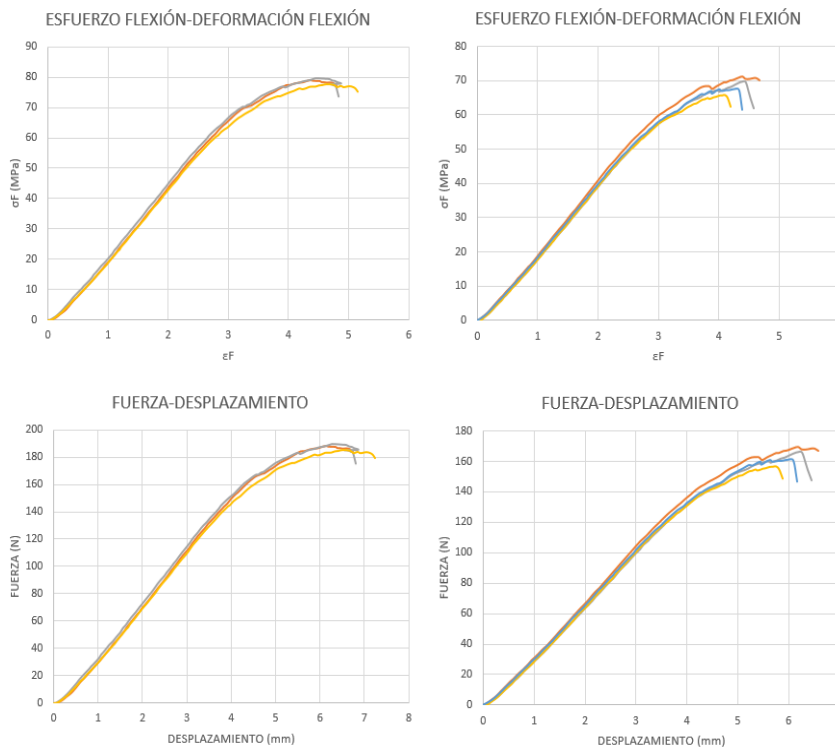 ESFUERZO FLEXIÓN-DEFORMACIÓN FLEXIÓN
90
80
70
60
50
40
30
20
10
0
σF (MPa)
0 1 2 3 4 5 6
εF
ESFUERZO FLEXIÓN-DEFORMACIÓN FLEXIÓN
80
70
60
50
40
30
20
10
0
σF (MPa)
0 1 2 3 4 5
εF
FUERZA-DESPLAZAMIENTO
200
180
160
140
120
100
80
60
40
20
0
FUERZA (N)
0 1 2 3 4 5 6 7 8
DESPLAZAMIENTO (mm)
FUERZA-DESPLAZAMIENTO
180
160
140
120
100
80
60
40
20
0
FUERZA (N)
0 1 2 3 4 5 6
DESPLAZAMIENTO (mm)